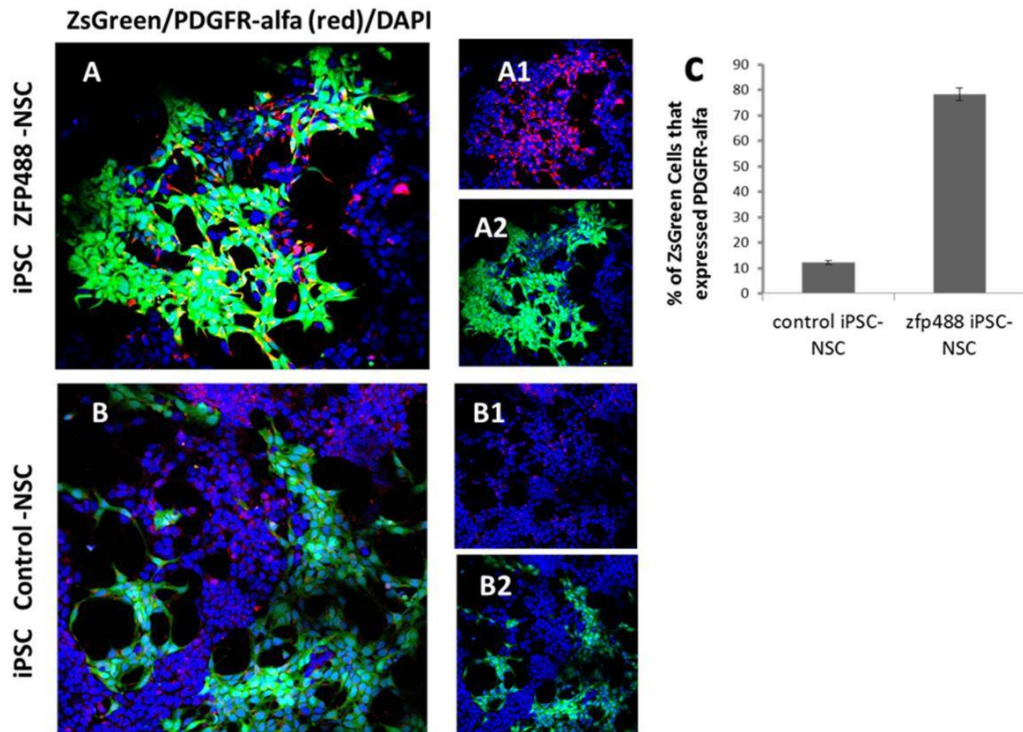 ZsGreen/PDGFR-alfa (red)/DAPI
iPSC ZFP488 -NSC
A
A1
A2
iPSC Control -NSC
B
B1
B2
C
% of ZsGreen Cells that
expressed PDGFR-alfa
90
80
70
60
50
40
30
20
10
0
control iPSC-
NSC
zfp488 iPSC-
NSC